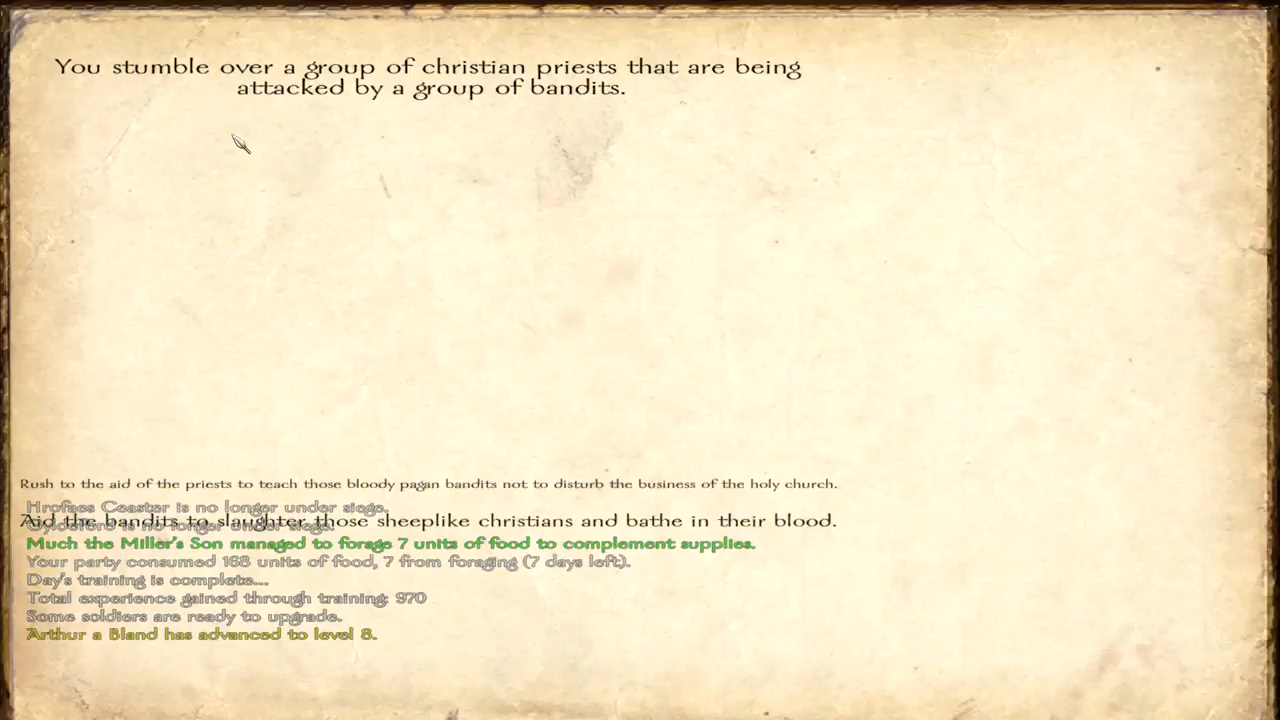 You stumble over a group of christian priests that are being
attacked by a group of bandits.
Rush to the aid of the priests to teach those bloody pagan bandits not to disturb the business of the holy church.
Hrofaes Ceaster is no longer under siege.
Aid the bandits to slaughter those sheeplike christians and bathe in their blood.
is no longer under siege.
Much the Miller's Son managed to forage 7 units of food to complement supplies.
Your party consumed 168 units of food, 7 from foraging (7 days left).
Day's training is complete...
Total experience gained through training: 970
Some soldiers are ready to upgrade.
Arthur a Bland has advanced to level 8.